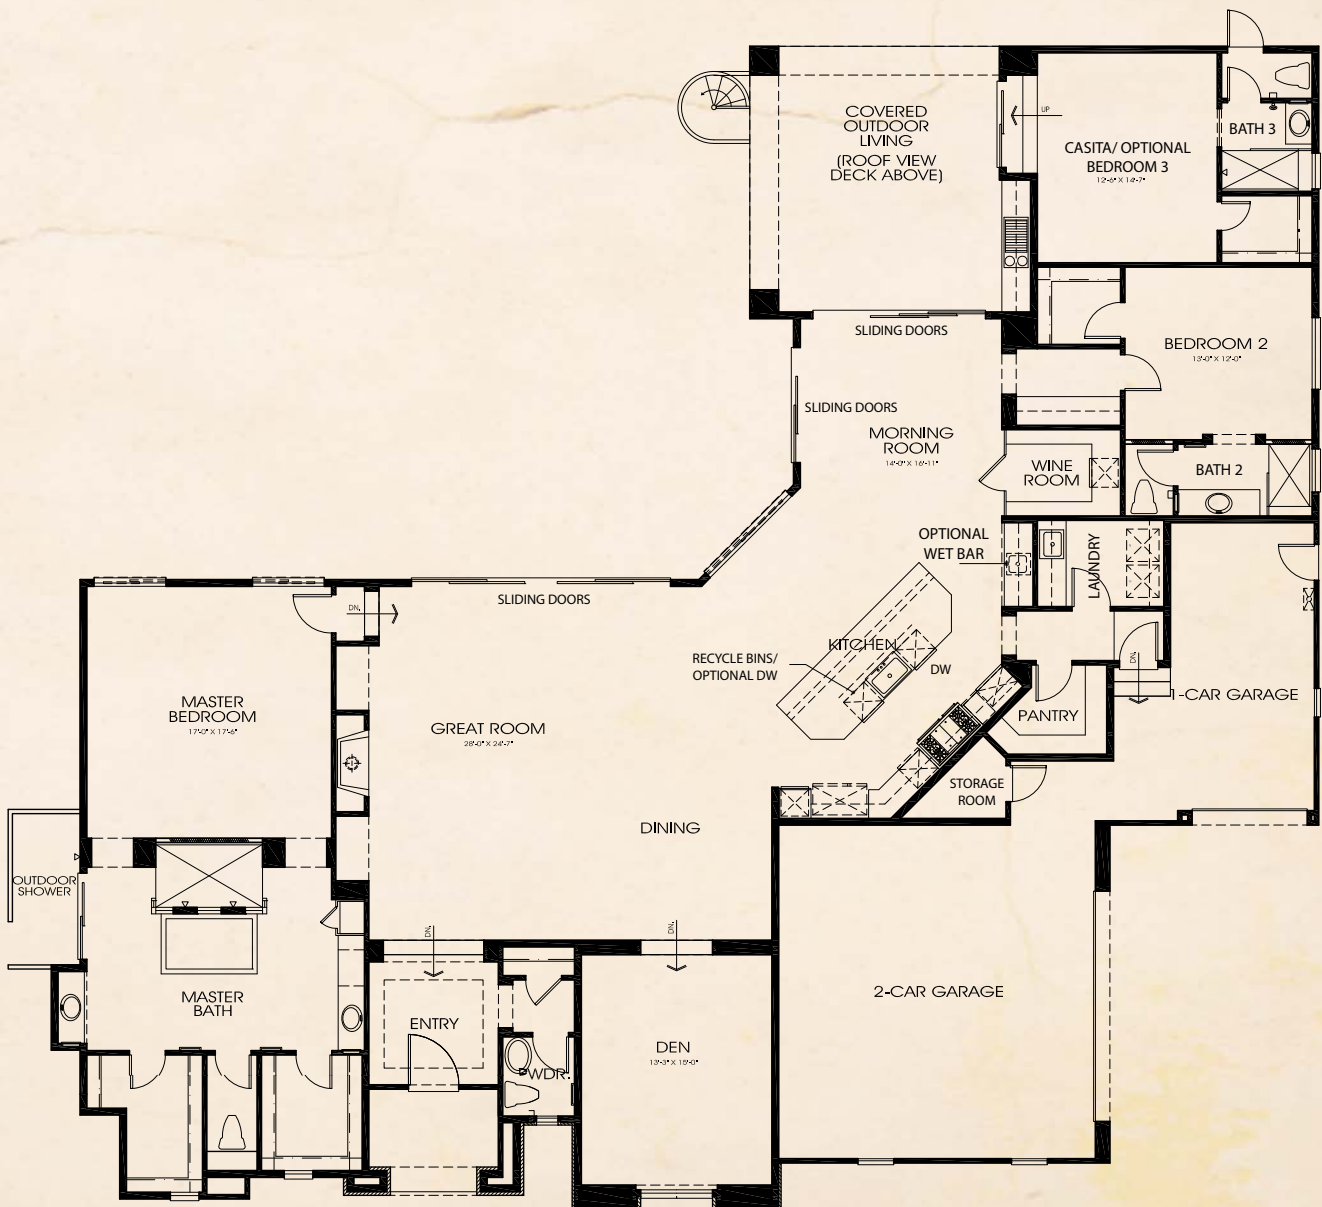 COVERED
OUTDOOR
LIVING
(ROOF VIEW
DECK ABOVE)
UP
CASITA/ OPTIONAL
BEDROOM 3
12'-6" X 14'-7"
BATH 3
SLIDING DOORS
BEDROOM 2
13'-0" X 12'-0"
SLIDING DOORS
MORNING
ROOM
14'-0" X 16'-11"
WINE
ROOM
BATH 2
OPTIONAL
WET BAR
LAUNDRY
SLIDING DOORS
DN.
KITCHEN
RECYCLE BINS/
OPTIONAL DW
DW
DN.
1-CAR GARAGE
PANTRY
MASTER
BEDROOM
17'-0" X 17'-6"
GREAT ROOM
28'-0" X 24'-7"
STORAGE
ROOM
DINING
OUTDOOR
SHOWER
DN.
DN.
MASTER
BATH
ENTRY
PWDR.
DEN
13'-3" X 15'-0"
2-CAR GARAGE